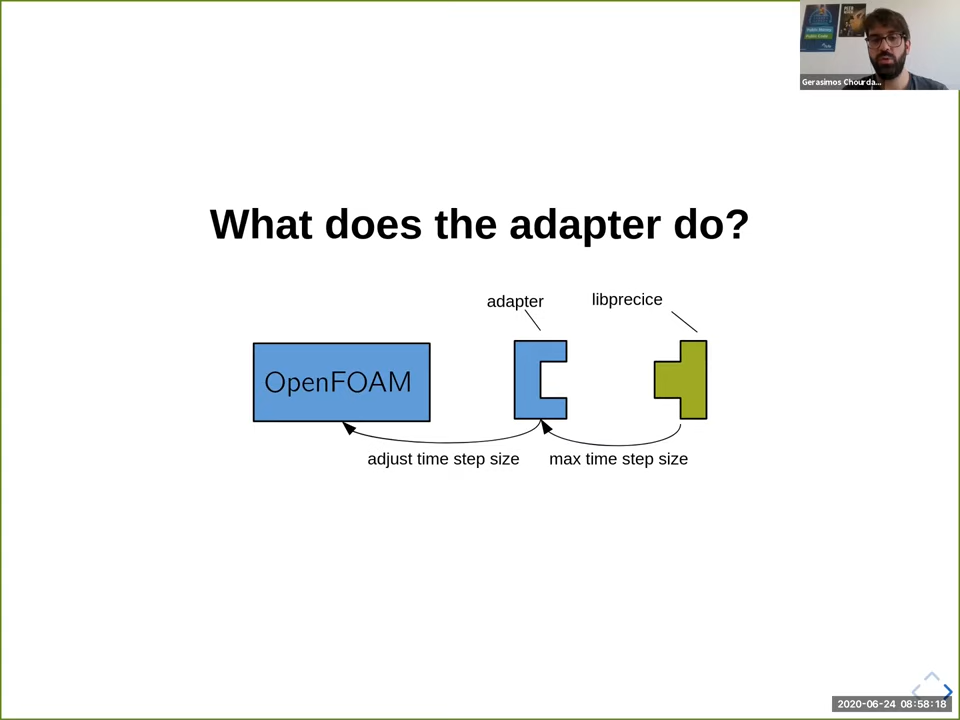 Gerasimos Chourda...
What does the adapter do?
adapter
libprecice
OpenFOAM
adjust time step size
max time step size
2020-06-24 08:58:18